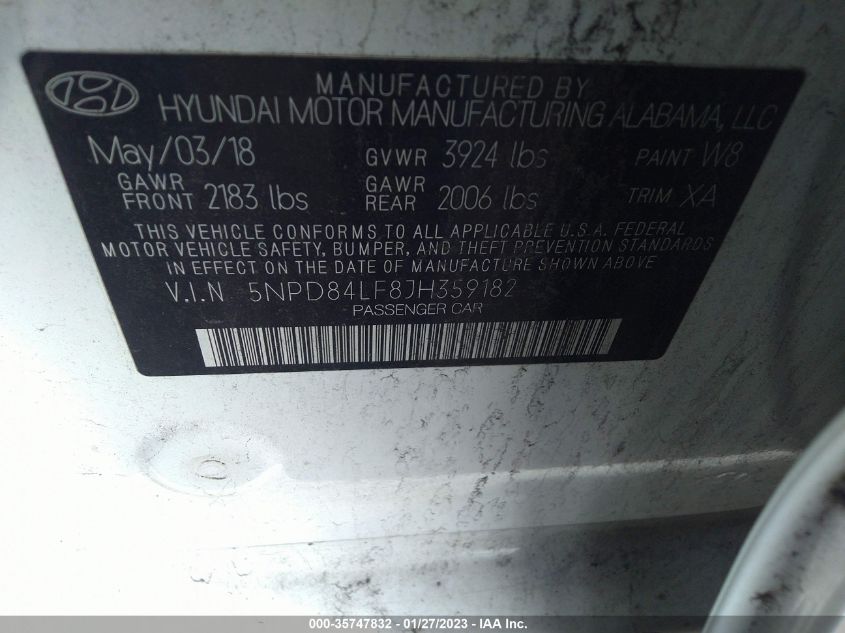 MANUFACTURED BY
HYUNDAI MOTOR MANUFACTURING ALABAMA, LLC
May/03/18 GVWR 3924 lbs PAINT W8
GAWR FRONT 2183 lbs GAWR REAR 2006 lbs TRIM XA
THIS VEHICLE CONFORMS TO ALL APPLICABLE U.S.A. FEDERAL
MOTOR VEHICLE SAFETY, BUMPER, AND THEFT PREVENTION STANDARDS
IN EFFECT ON THE DATE OF MANUFACTURE SHOWN ABOVE
V.I.N 5NPD84LF8JH359182
PASSENGER CAR
000-35747832 - 01/27/2023 - IAA Inc.